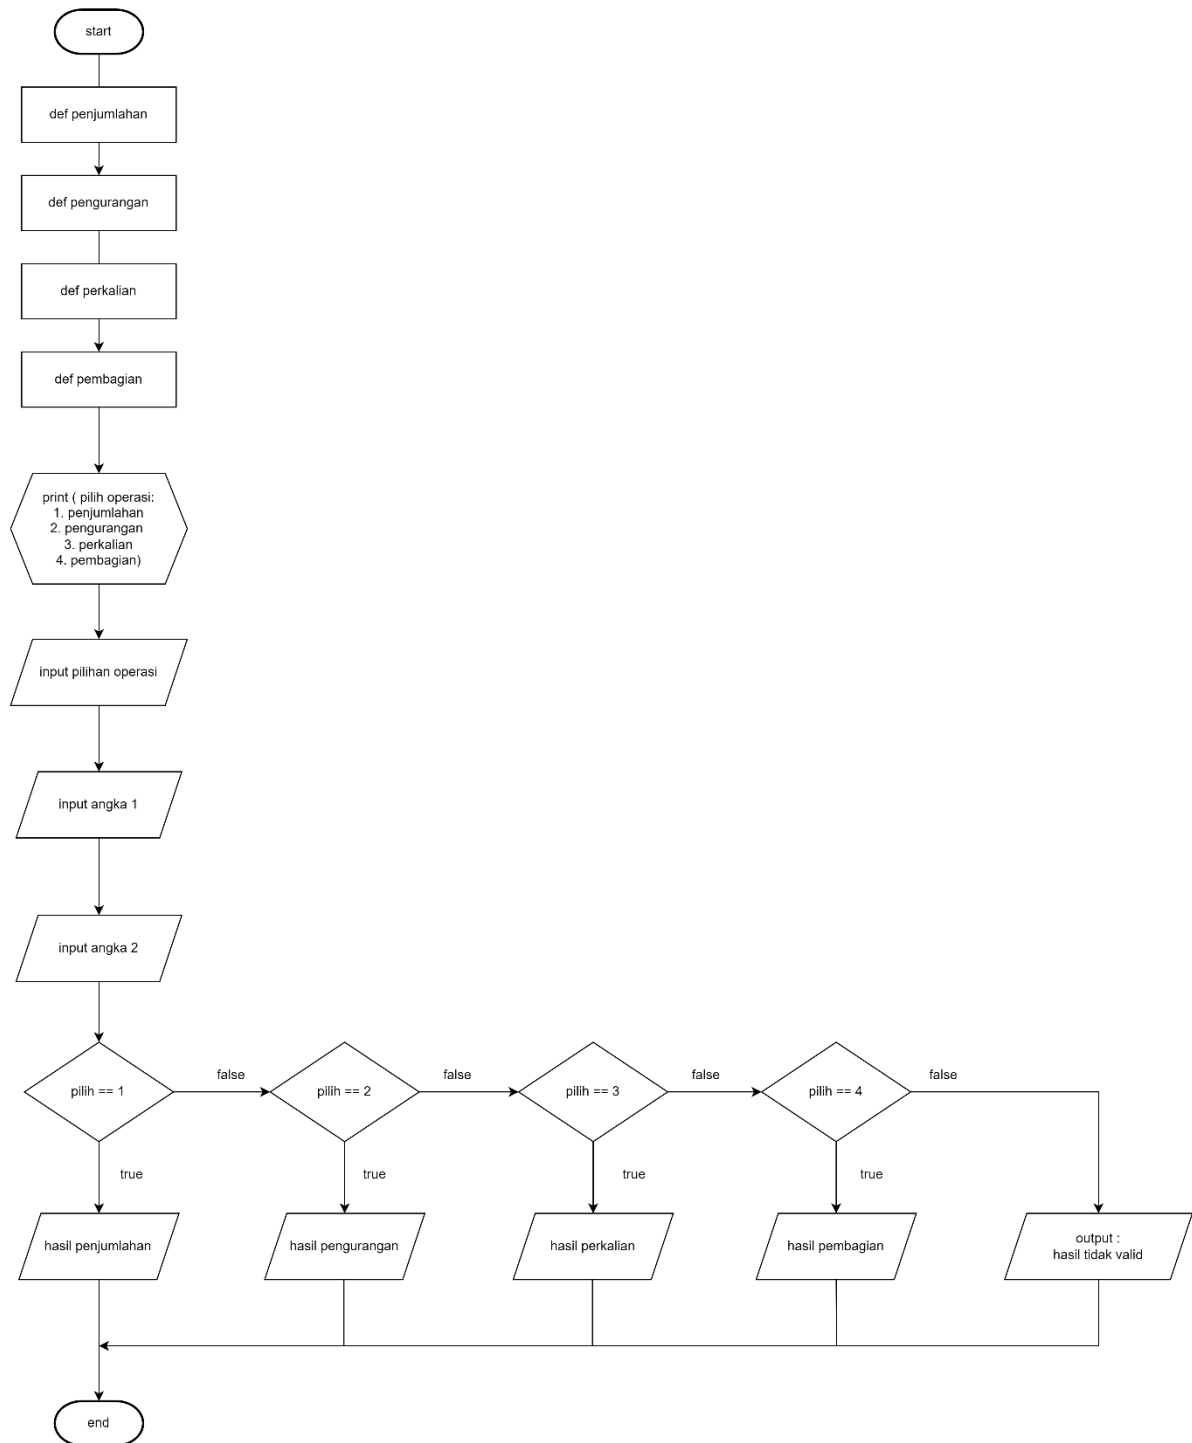 start
def penjumlahan
def pengurangan
def perkalian
def pembagian
print ( pilih operasi:
1. penjumlahan
2. pengurangan
3. perkalian
4. pembagian)
input pilihan operasi
input angka 1
input angka 2
pilih == 1
false
pilih == 2
false
pilih == 3
false
pilih == 4
false
true
true
true
true
hasil penjumlahan
hasil pengurangan
hasil perkalian
hasil pembagian
output :
hasil tidak valid
end